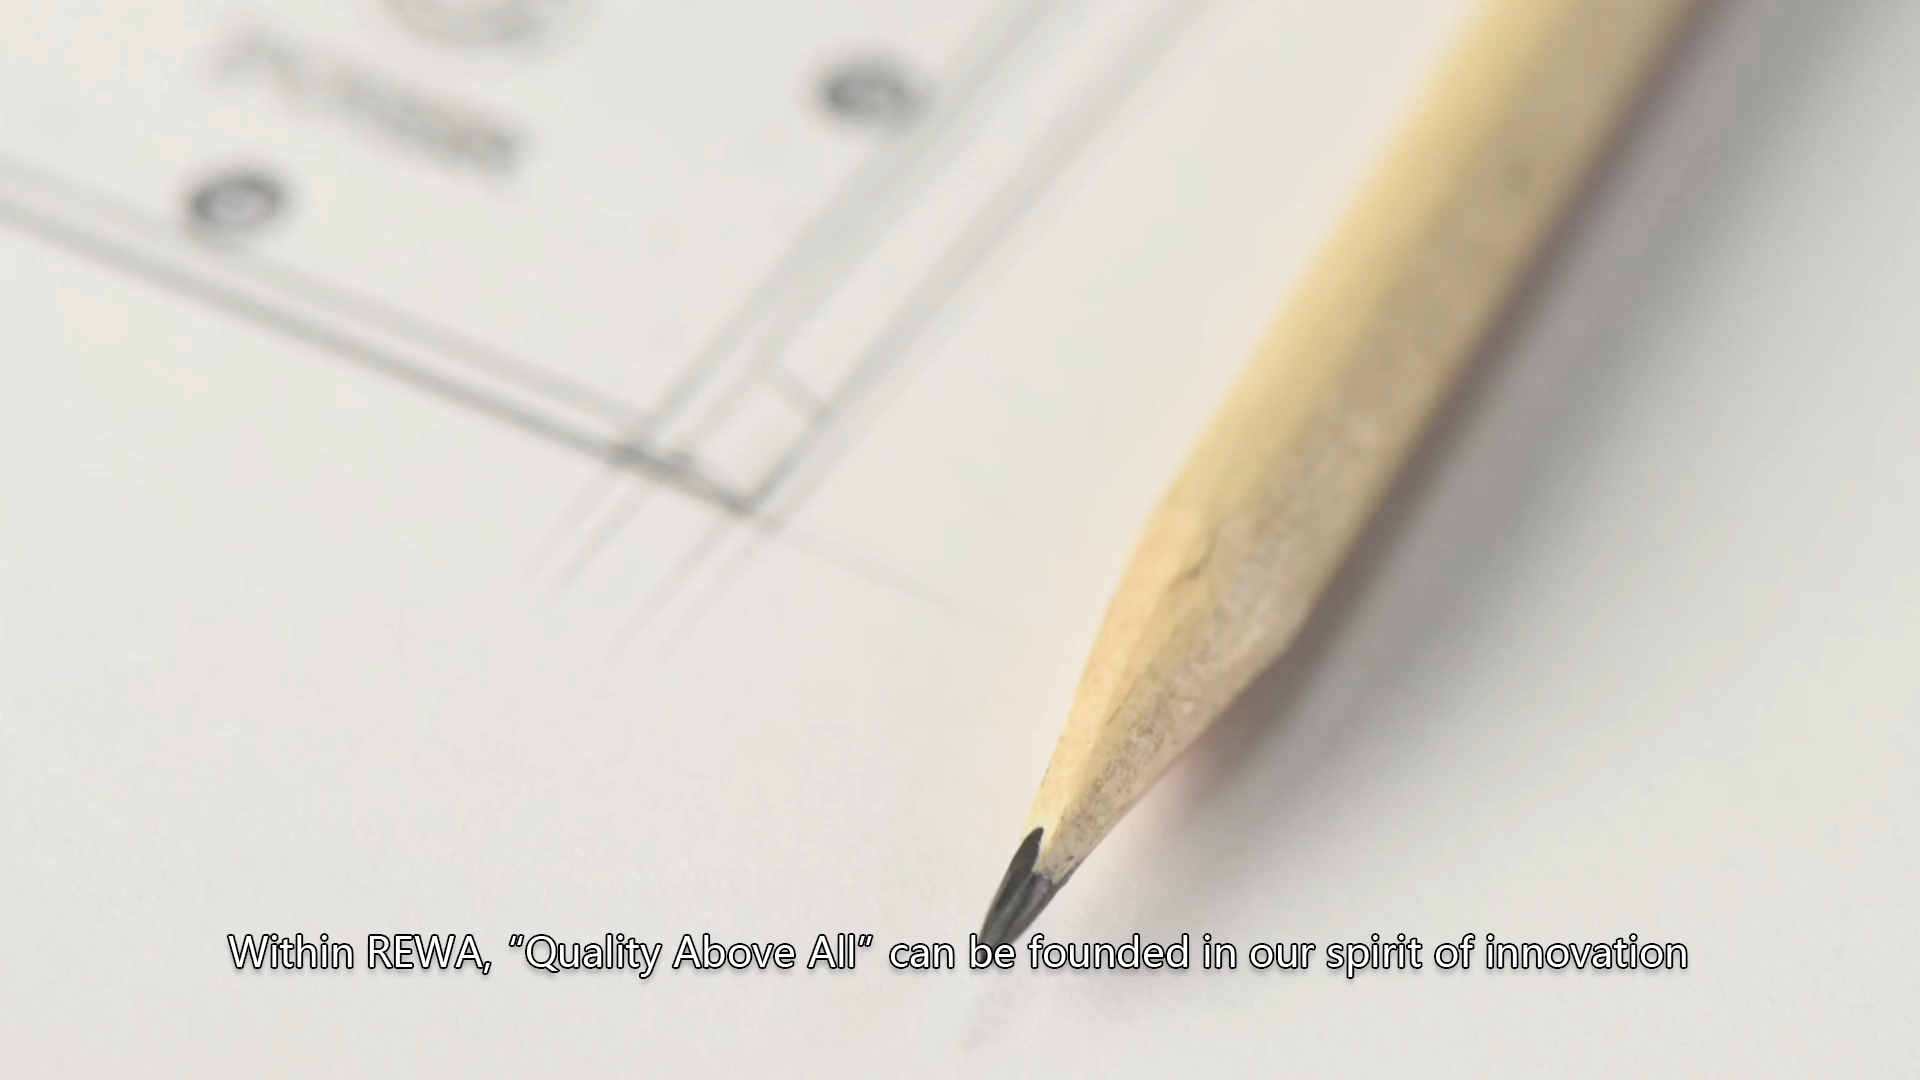 Within REWA, “Quality Above All” can be founded in our spirit of innovation